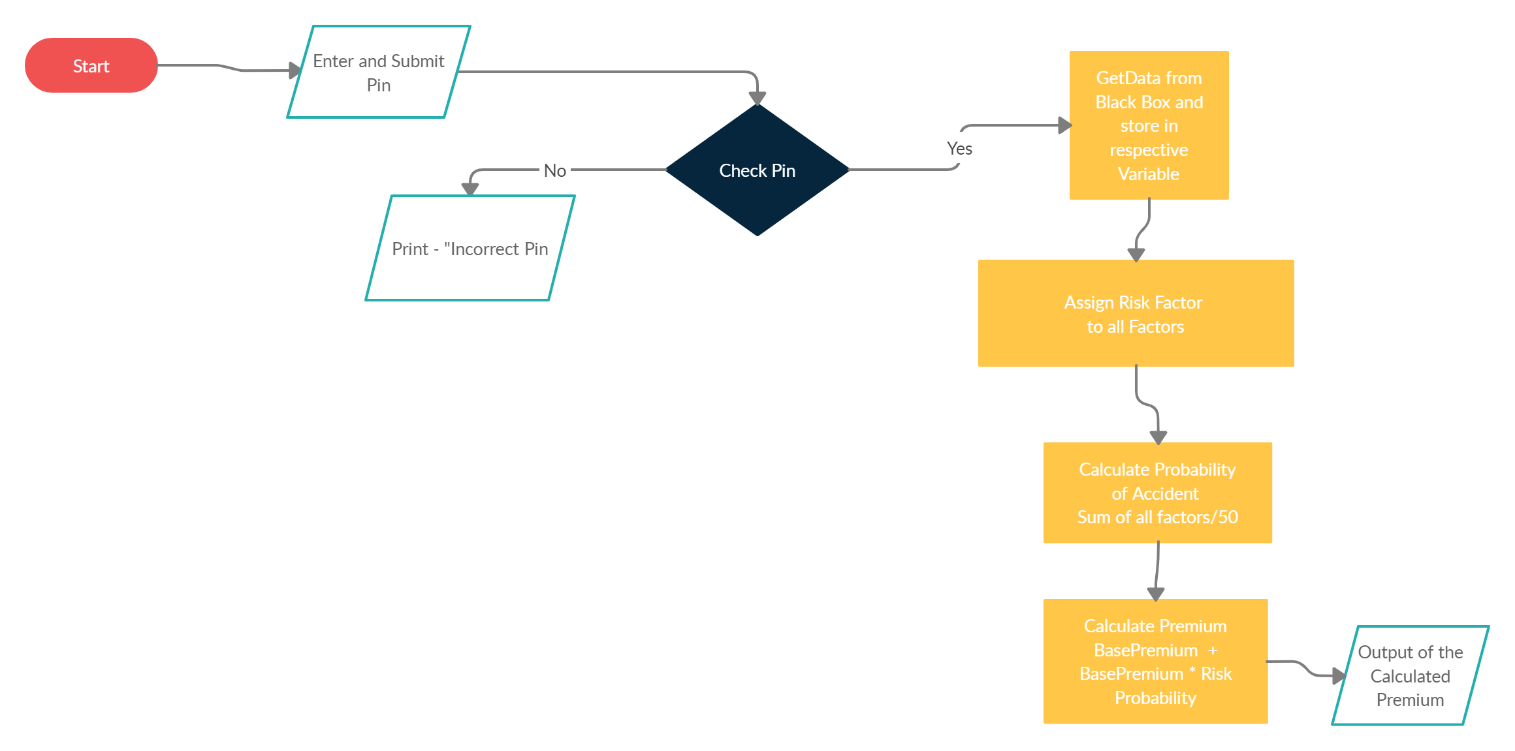 Start
Enter and Submit
Pin
Check Pin
No
Print - "Incorrect Pin
Yes
GetData from
Black Box and
store in
respective
Variable
Assign Risk Factor
to all Factors
Calculate Probability
of Accident
Sum of all factors/50
Calculate Premium
BasePremium +
BasePremium * Risk
Probability
Output of the
Calculated
Premium